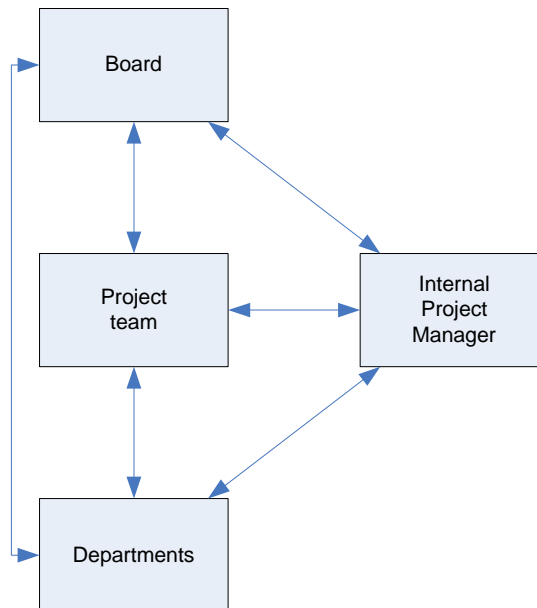 Board
Project
team
Internal
Project
Manager
Departments